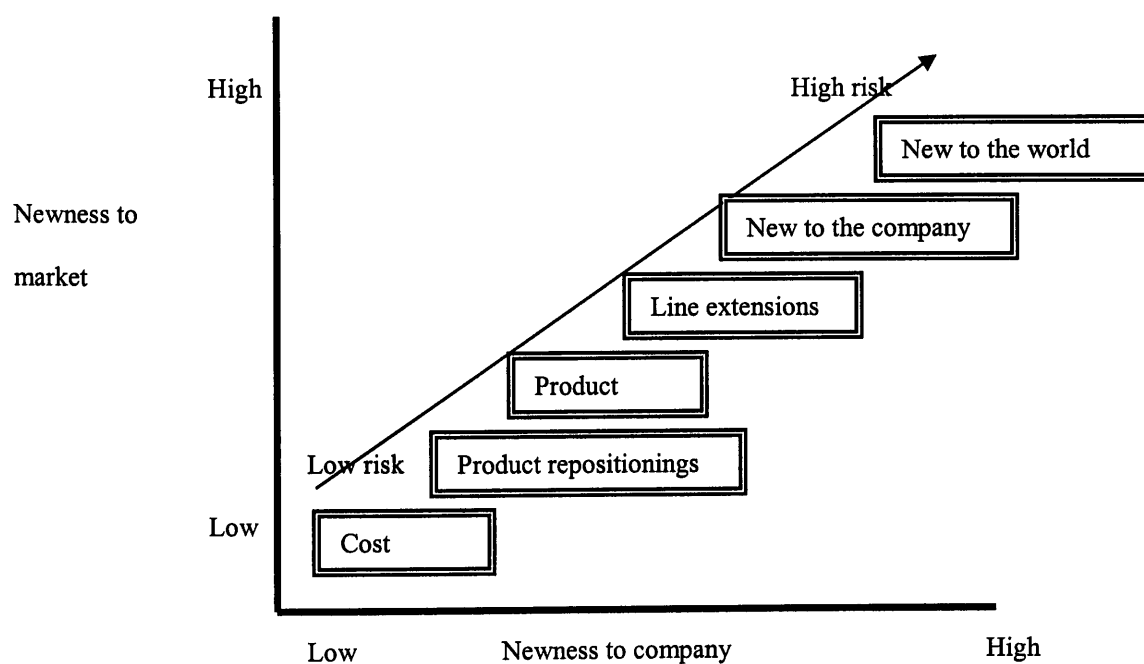 High
High risk
New to the world
Newness to
market
New to the company
Line extensions
Product
Low risk
Product repositionings
Low
Cost
Low
Newness to company
High